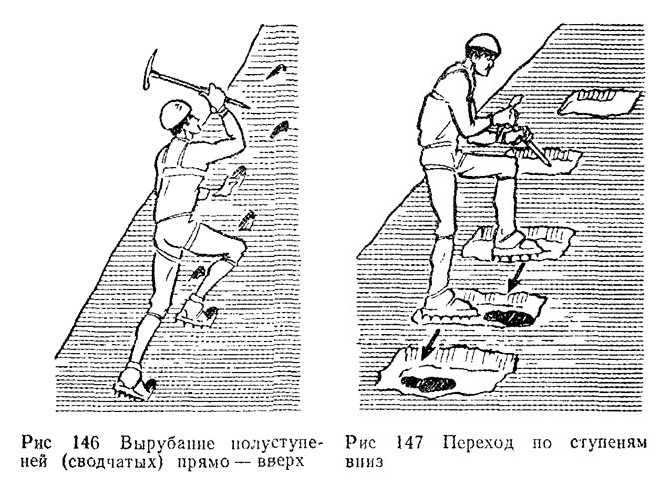 Рис 146 Вырубание полуступе-
ней (сводчатых) прямо — вверх
Рис 147 Переход по ступеням
вниз